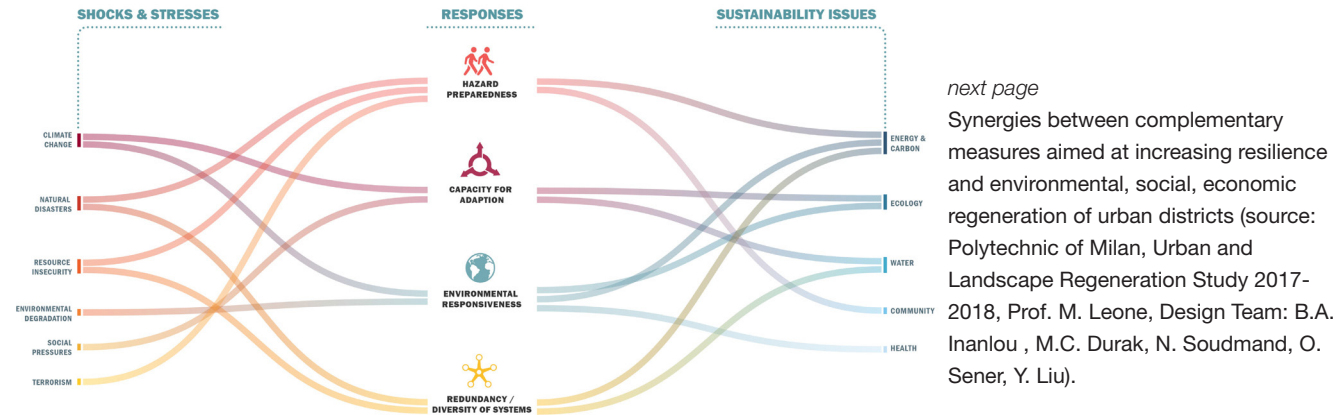 SHOCKS & STRESSES
RESPONSES
SUSTAINABILITY ISSUES
HAZARD
PREPAREDNESS
CLIMATE
CHANGE
ENERGY &
CARBON
CAPACITY FOR
ADAPTION
NATURAL
DISASTERS
ECOLOGY
RESOURCE
INSECURITY
WATER
ENVIRONMENTAL
RESPONSIVENESS
ENVIRONMENTAL
DEGRADATION
COMMUNITY
SOCIAL
PRESSURES
HEALTH
TERRORISM
REDUNDANCY /
DIVERSITY OF SYSTEMS
next page
Synergies between complementary
measures aimed at increasing resilience
and environmental, social, economic
regeneration of urban districts (source:
Polytechnic of Milan, Urban and
Landscape Regeneration Study 2017-
2018, Prof. M. Leone, Design Team: B.A.
Inanlou , M.C. Durak, N. Soudmand, O.
Sener, Y. Liu).